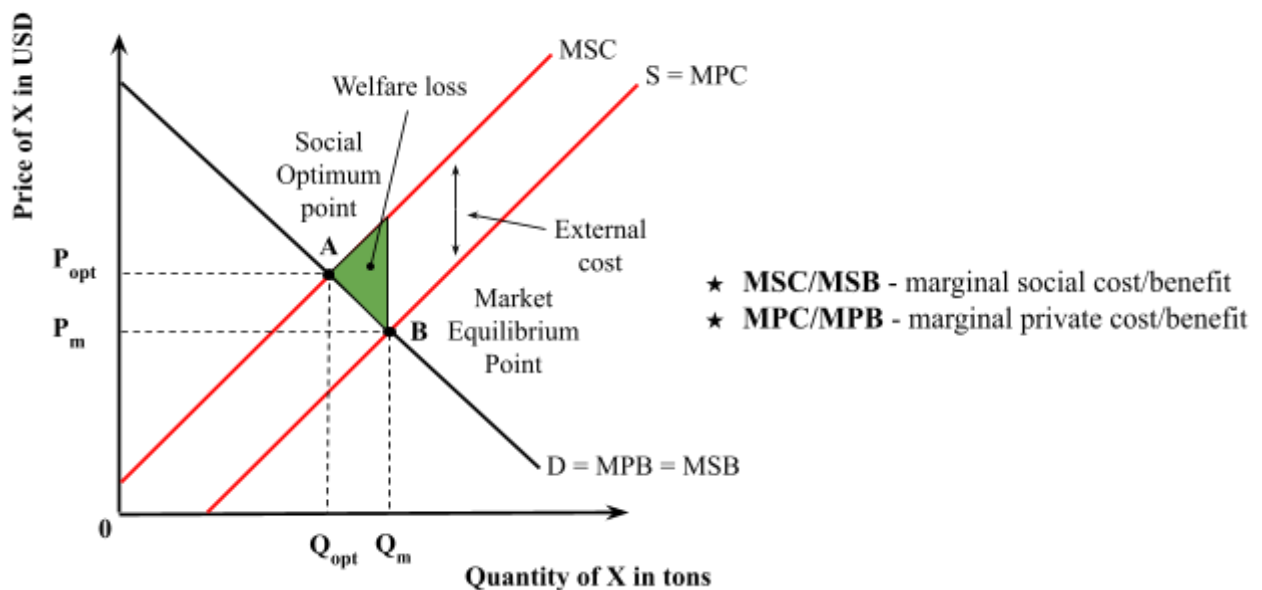 Price of X in USD
MSC
S = MPC
Welfare loss
Social
Optimum
point
A
External
cost
P opt
Market
Equilibrium
Point
P m
B
★ MSC/MSB - marginal social cost/benefit
★ MPC/MPB - marginal private cost/benefit
D = MPB = MSB
0
Q opt
Q m
Quantity of X in tons